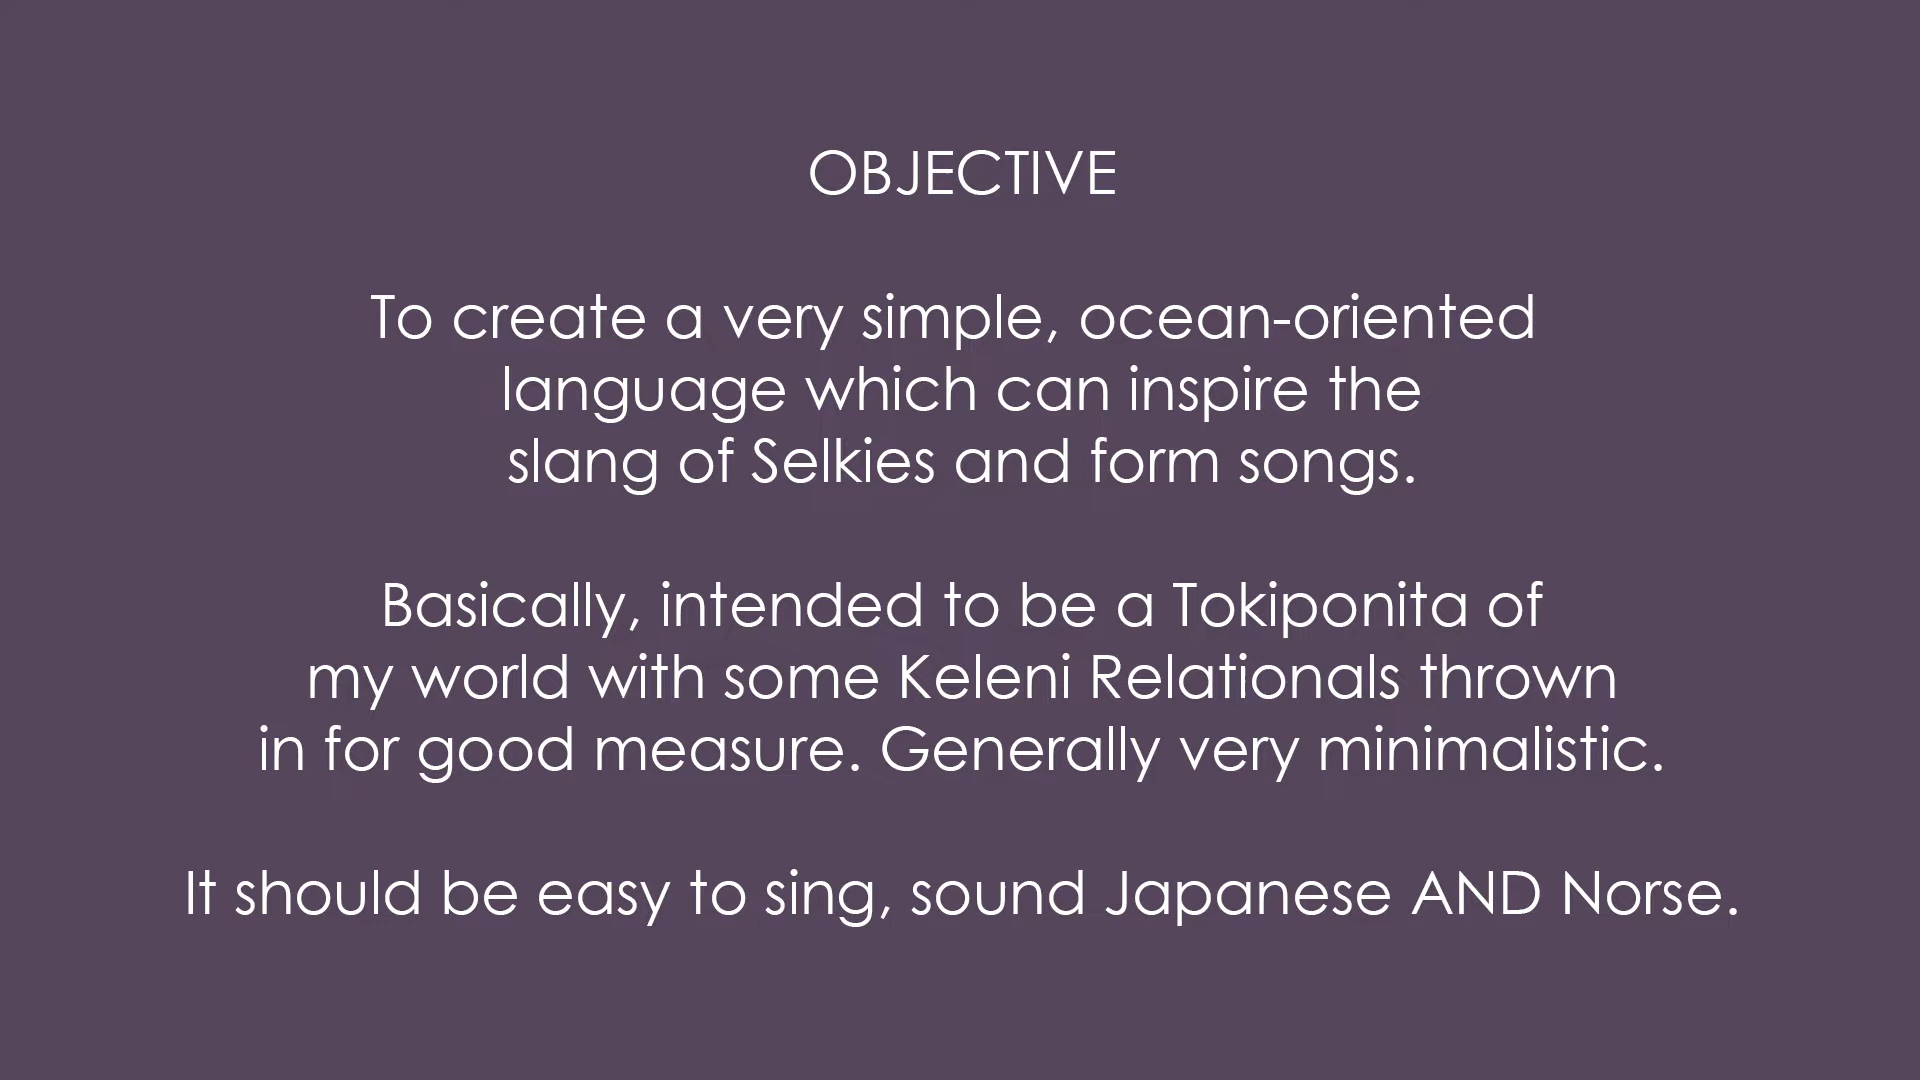 OBJECTIVE
To create a very simple, ocean-oriented
language which can inspire the
slang of Selkies and form songs.
Basically, intended to be a Tokiponita of
my world with some Keleni Relationals thrown
in for good measure. Generally very minimalistic.
It should be easy to sing, sound Japanese AND Norse.